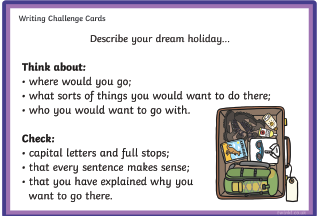 Writing Challenge Cards
Describe your dream holiday...
Think about:
• where would you go;
• what sorts of things you would want to do there;
• who you would want to go with.
Check:
• capital letters and full stops;
• that every sentence makes sense;
• that you have explained why you
want to go there.